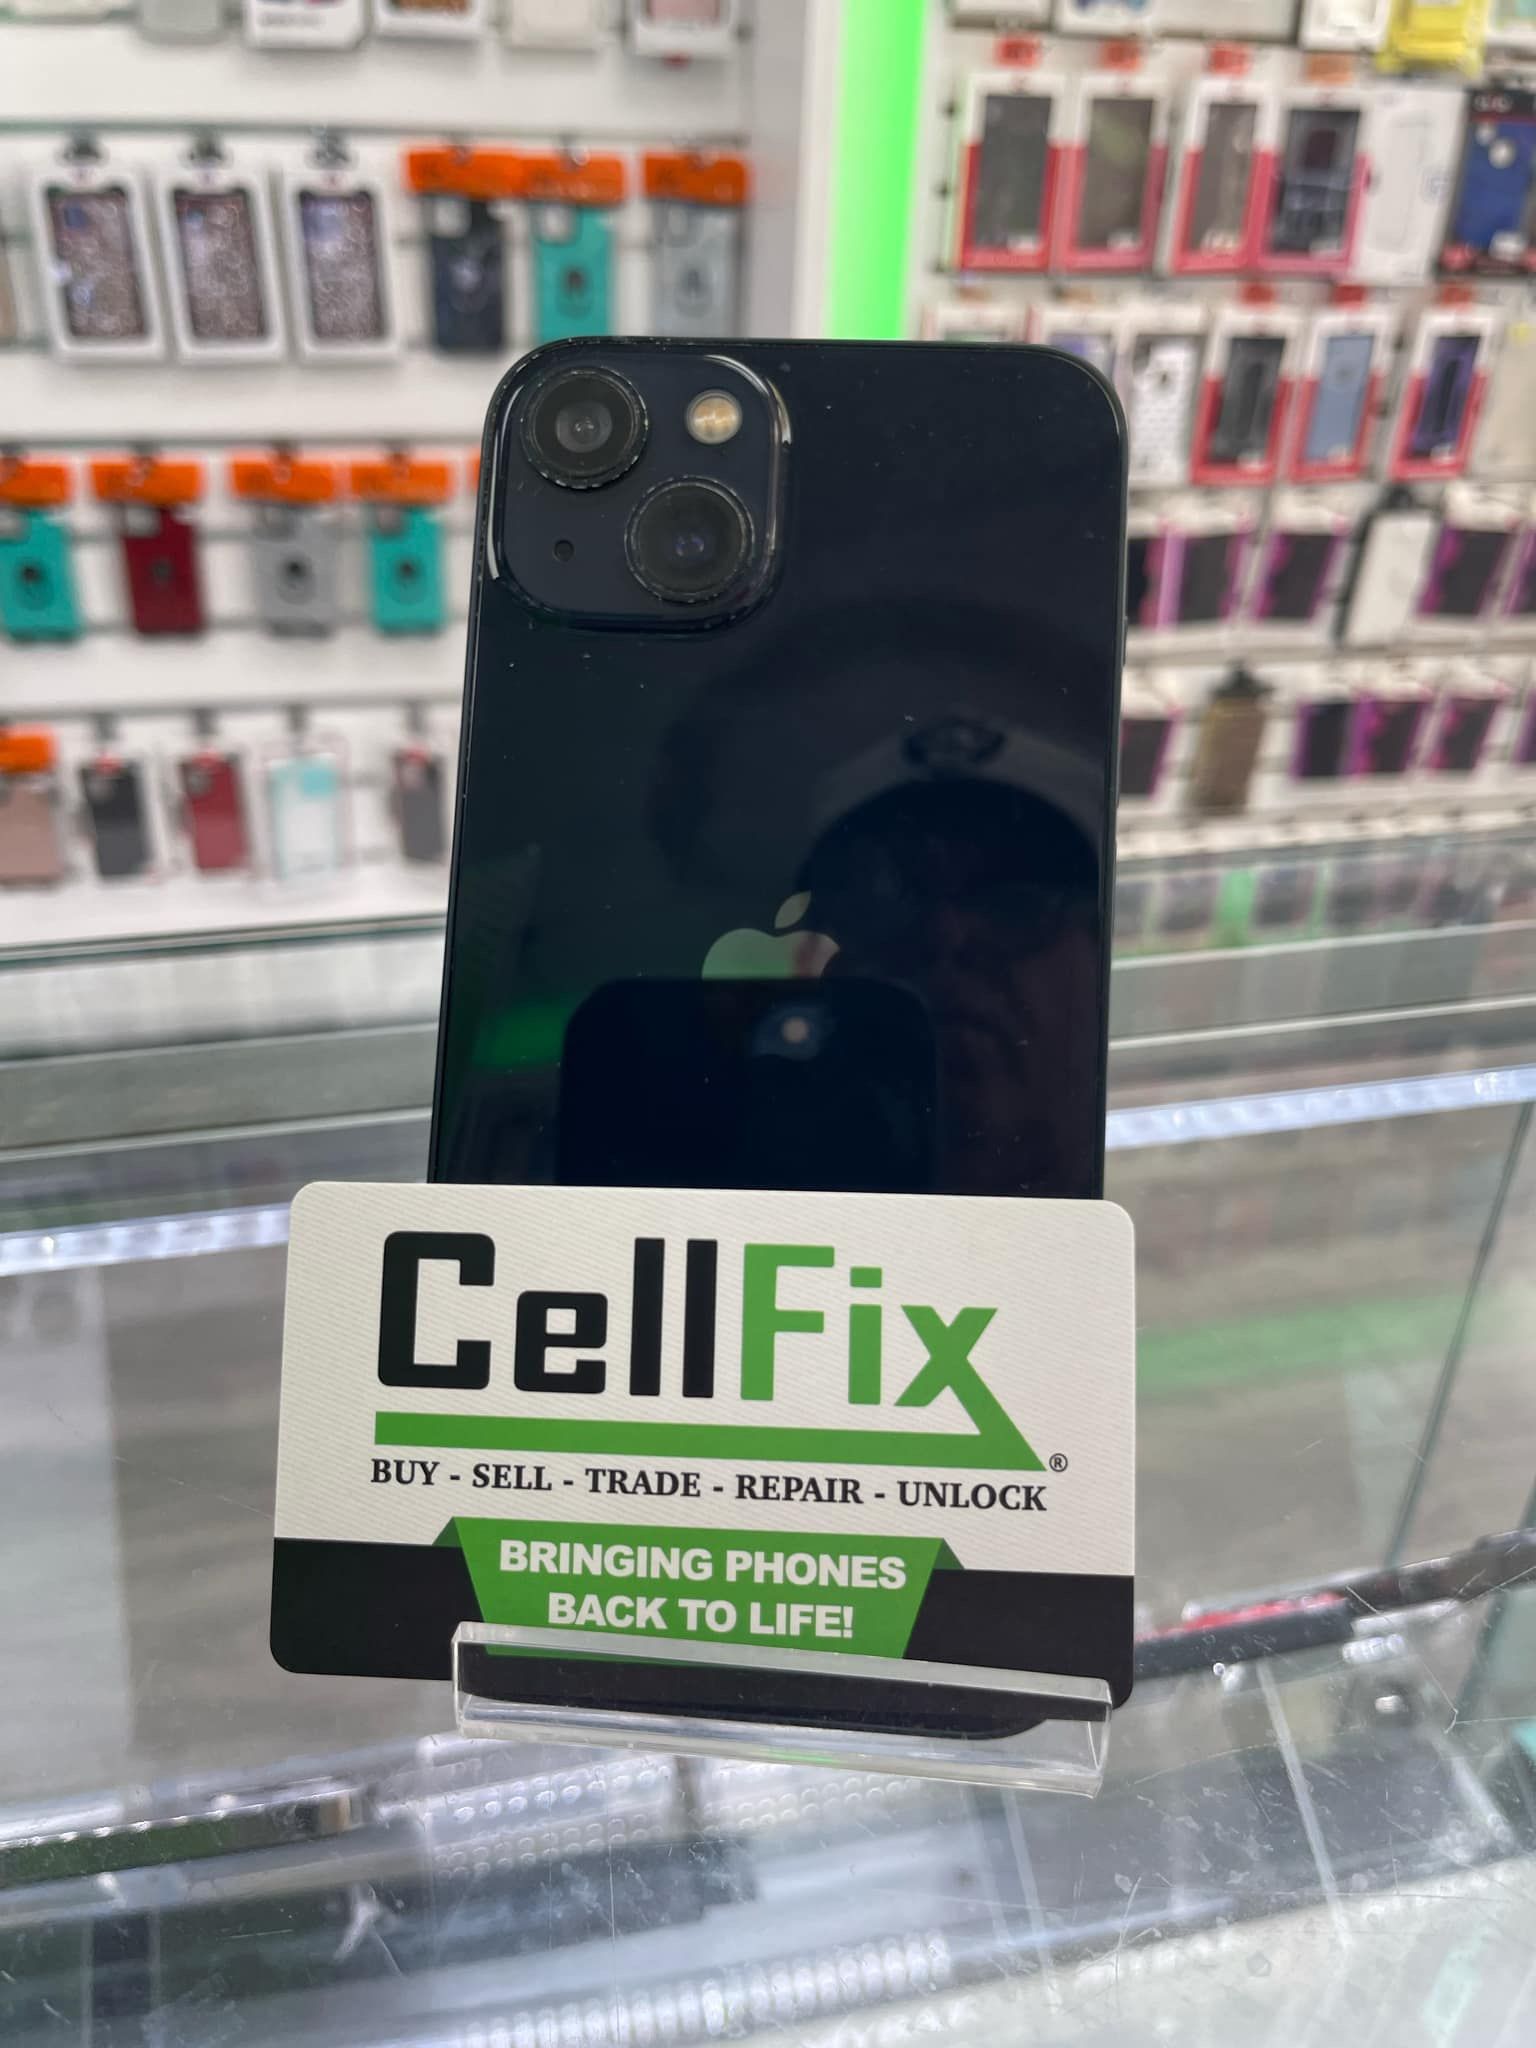 CellFix®
BUY - SELL - TRADE - REPAIR - UNLOCK
BRINGING PHONES
BACK TO LIFE!